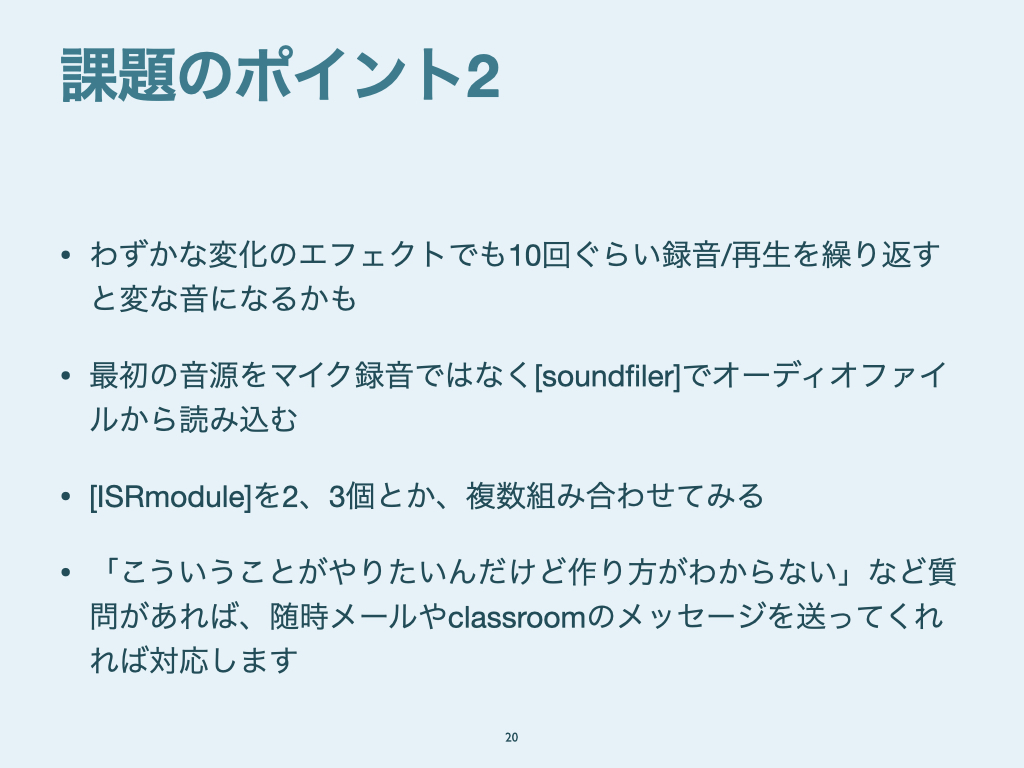 課題のポイント2
• わずかな変化のエフェクトでも10回ぐらい録音/再生を繰り返す
と変な音になるかも
• 最初の音源をマイク録音ではなく[soundfiler]でオーディオファイ
ルから読み込む
• [ISRmodule]を2、3個とか、複数組み合わせてみる
• 「こういうことがやりたいんだけど作り方がわからない」など質
問があれば、随時メールやclassroomのメッセージを送ってくれ
れば対応します
20